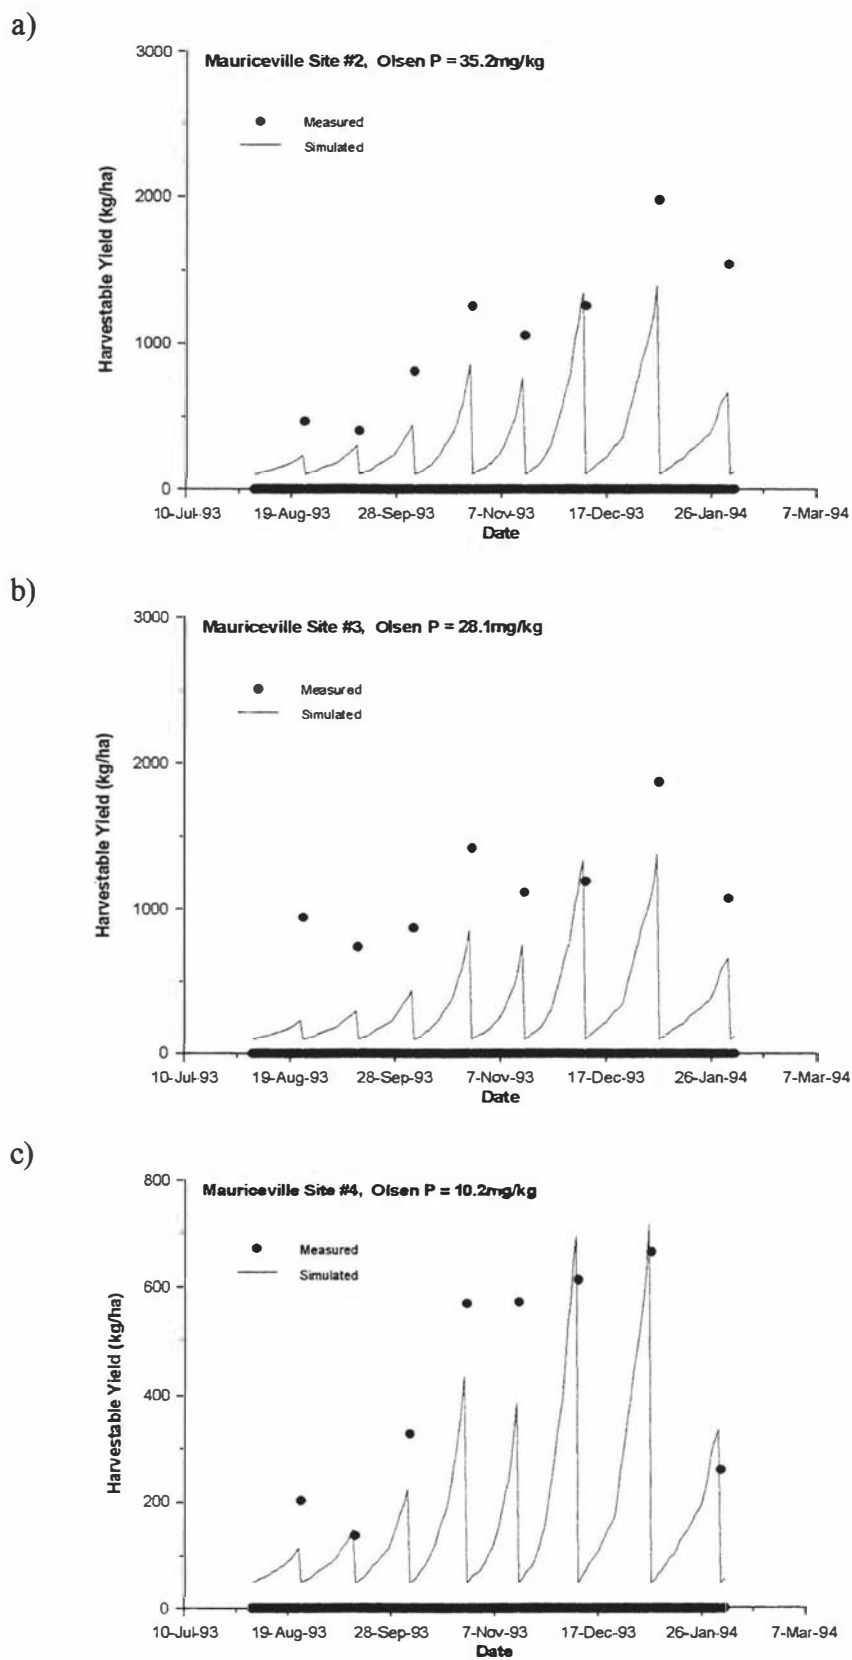 a)
3000
Mauriceville Site #2, Olsen P = 35.2mg/kg
Measured
Simulated
2000
1000
0
Harvestable Yield (kg/ha)
10-Jul-93 19-Aug-93 28-Sep-93 7-Nov-93 17-Dec-93 26-Jan-94 7-Mar-94
Date
b)
3000
Mauriceville Site #3, Olsen P = 28.1mg/kg
Measured
Simulated
2000
1000
0
Harvestable Yield (kg/ha)
10-Jul-93 19-Aug-93 28-Sep-93 7-Nov-93 17-Dec-93 26-Jan-94 7-Mar-94
Date
c)
800
Mauriceville Site #4, Olsen P = 10.2mg/kg
Measured
Simulated
600
400
200
0
Harvestable Yield (kg/ha)
10-Jul-93 19-Aug-93 28-Sep-93 7-Nov-93 17-Dec-93 26-Jan-94 7-Mar-94
Date